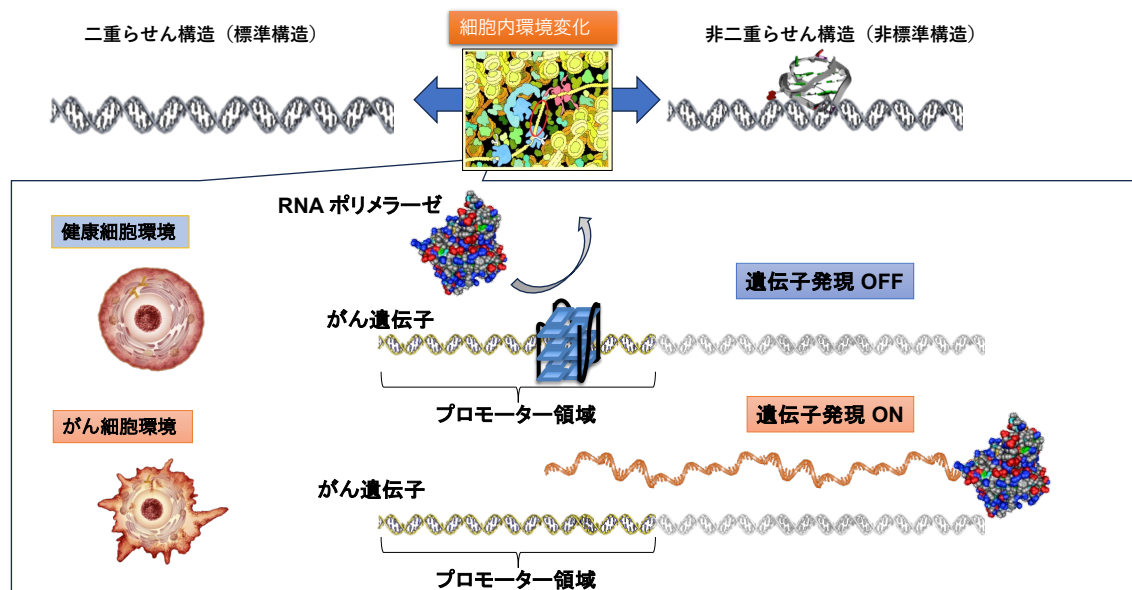 細胞内環境変化
二重らせん構造（標準構造）
非二重らせん構造（非標準構造）
RNA ポリメラーゼ
健康細胞環境
遺伝子発現 OFF
がん遺伝子
プロモーター領域
がん細胞環境
遺伝子発現 ON
がん遺伝子
プロモーター領域